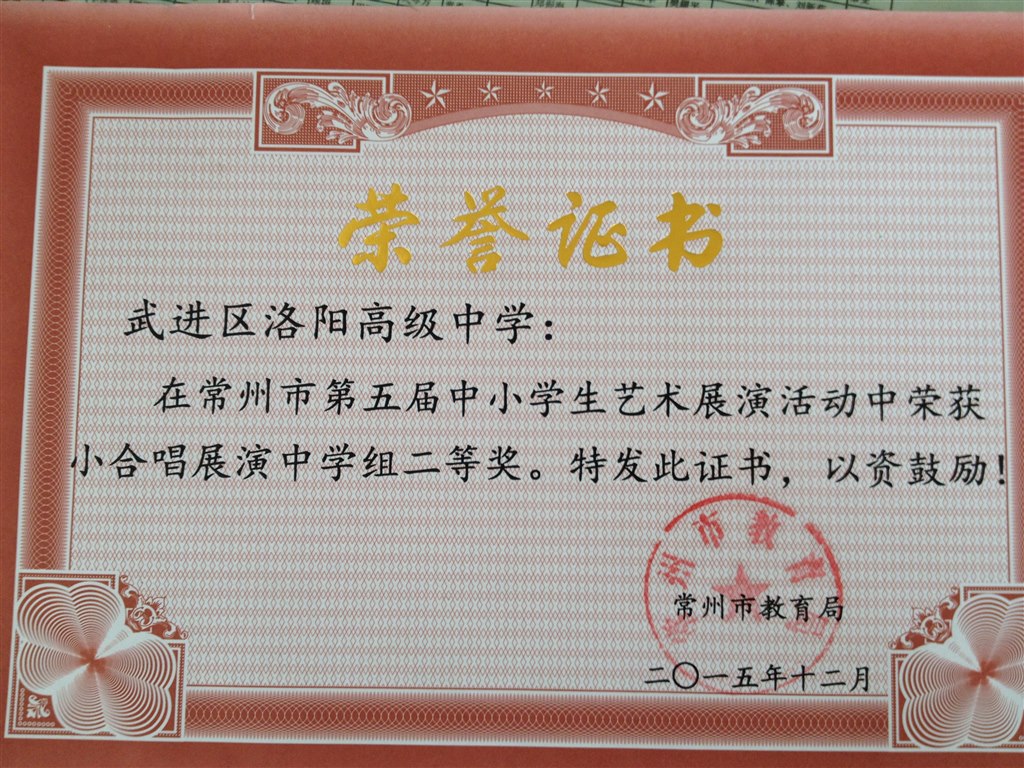 荣誉证书
武进区洛阳高级中学：
在常州市第五届中小学生艺术展演活动中荣获
小合唱展演中学组二等奖。特发此证书，以资鼓励！
常州市教育局
二〇一五年十二月